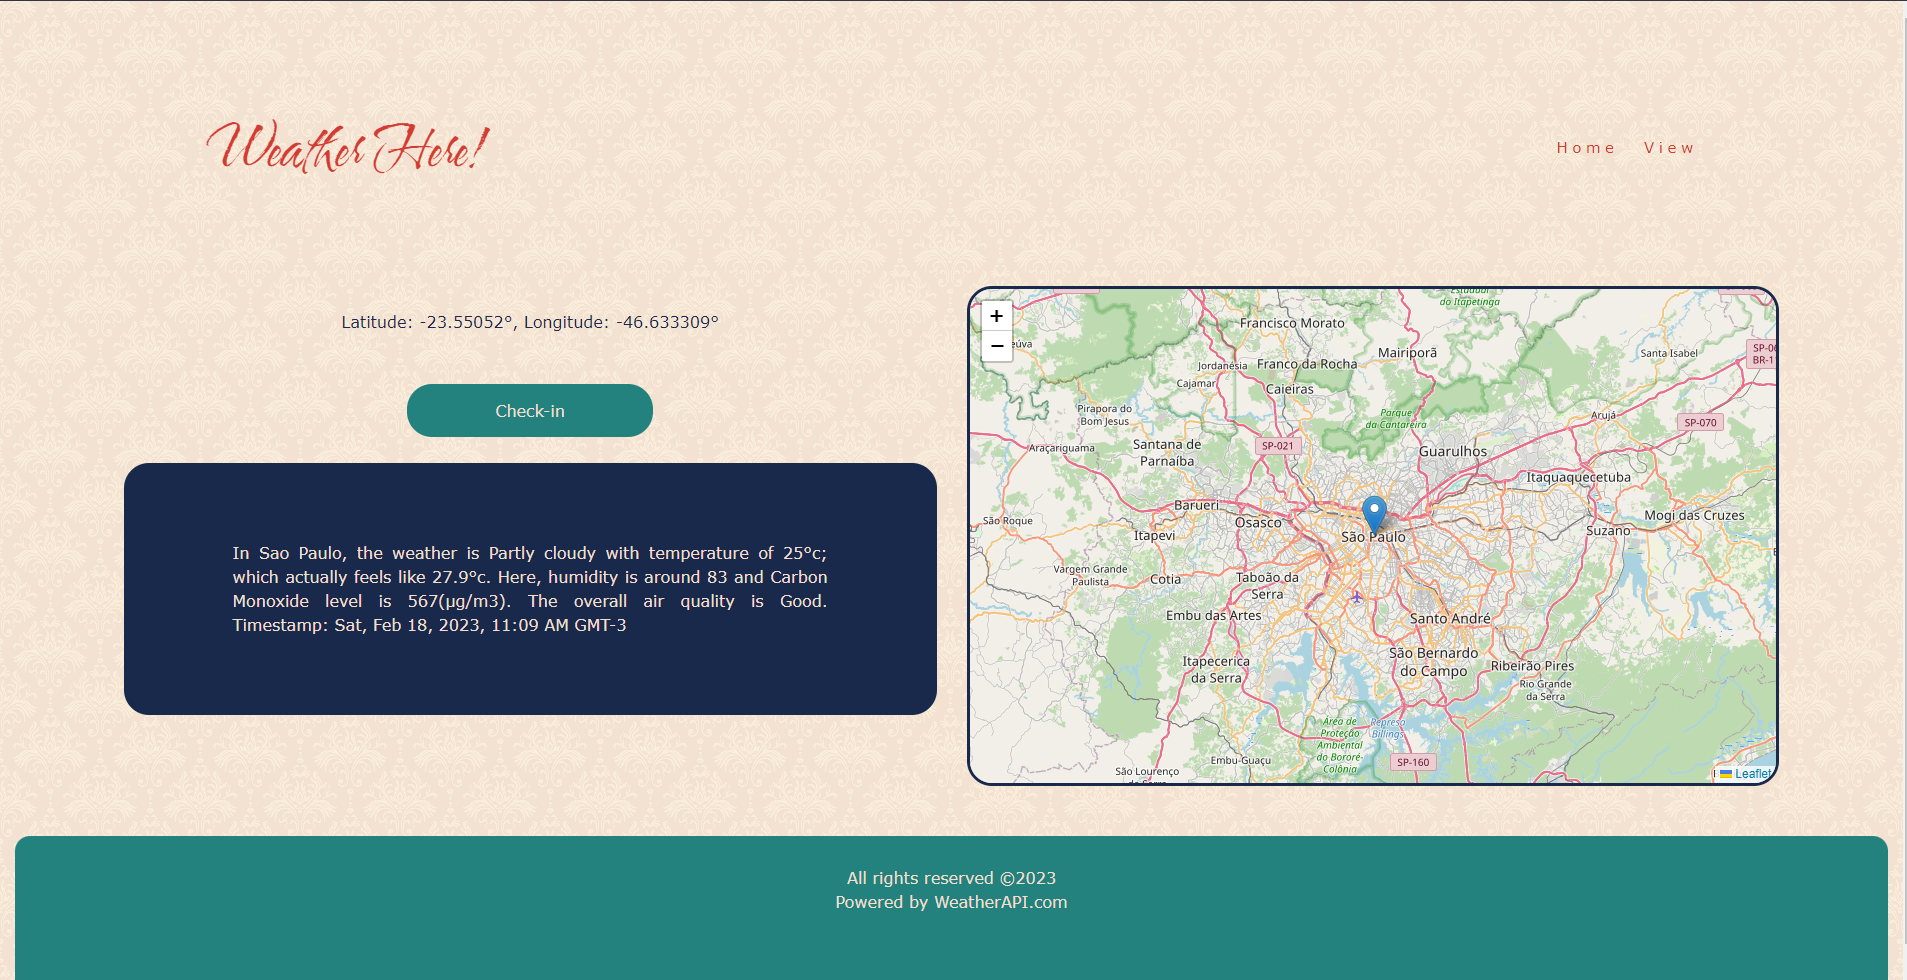 Weather Here!
Home View
Latitude: -23.55052°, Longitude: -46.633309°
Check-in
In Sao Paulo, the weather is Partly cloudy with temperature of 25°c;
which actually feels like 27.9°c. Here, humidity is around 83 and Carbon
Monoxide level is 567(μg/m3). The overall air quality is Good.
Timestamp: Sat, Feb 18, 2023, 11:09 AM GMT-3
+
−
do Itapetinga
Francisco Morato
Mairiporã
Santa Isabel
Jordanésia
Franco da Rocha
Cajamar
Caieiras
Pirapora do
Bom Jesus
Parque
da Cantareira
Arujá
SP-070
Araçariguama
Santana de
Parnaíba
SP-021
Guarulhos
Itaquaquecetuba
Barueri
São Roque
Osasco
Itapevi
São Paulo
Mogi das Cruzes
Suzano
Vargem Grande
Paulista
Cotia
Taboão da
Serra
Embu das Artes
Santo André
Itapecerica
da Serra
São Bernardo
do Campo
Ribeirão Pires
Rio Grande
da Serra
Área de
Proteção
Ambiental
do Bororé-
Colônia
Represa
Billings
Embu-Guaçu
SP-160
São Lourenço
da Serra
Leaflet
All rights reserved ©2023
Powered by WeatherAPI.com